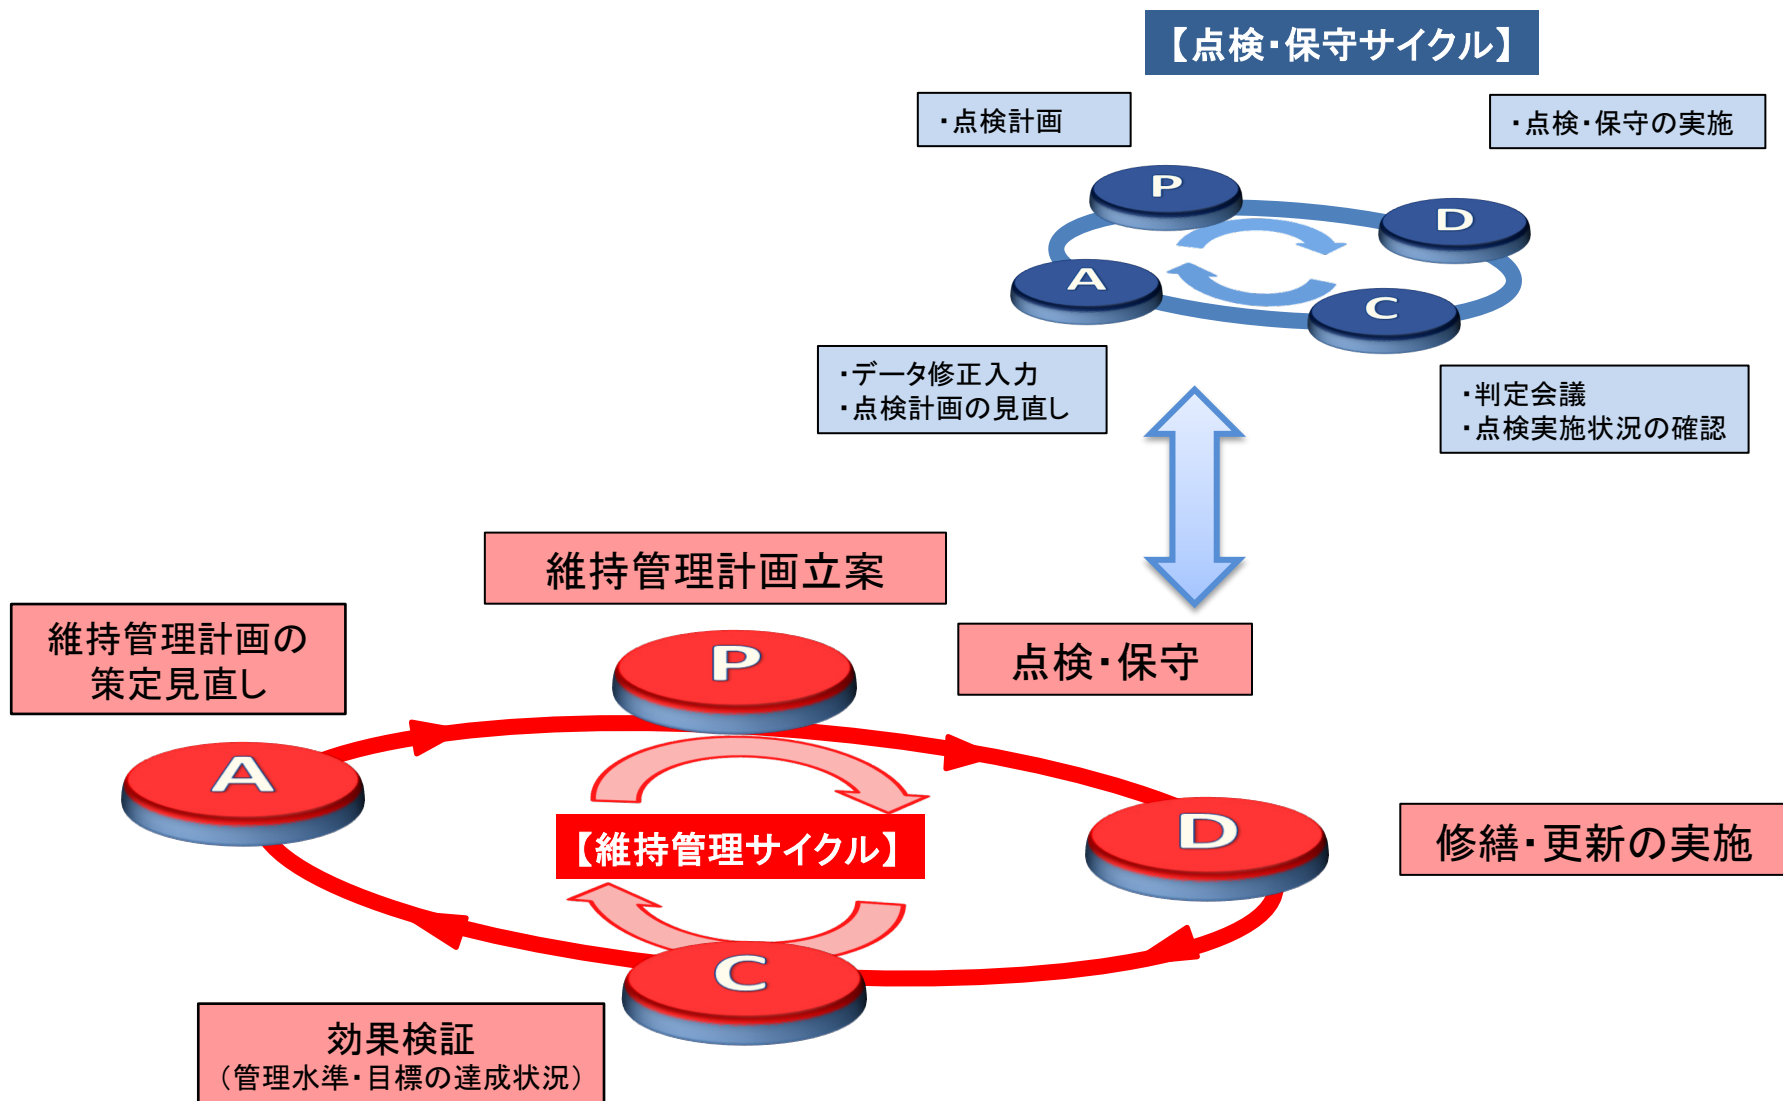 【点検・保守サイクル】
・点検計画
・点検・保守の実施
P
D
A
C
・データ修正入力
・点検計画の見直し
・判定会議
・点検実施状況の確認
維持管理計画立案
維持管理計画の
策定見直し
点検・保守
P
A
D
修繕・更新の実施
【維持管理サイクル】
C
効果検証
（管理水準・目標の達成状況）